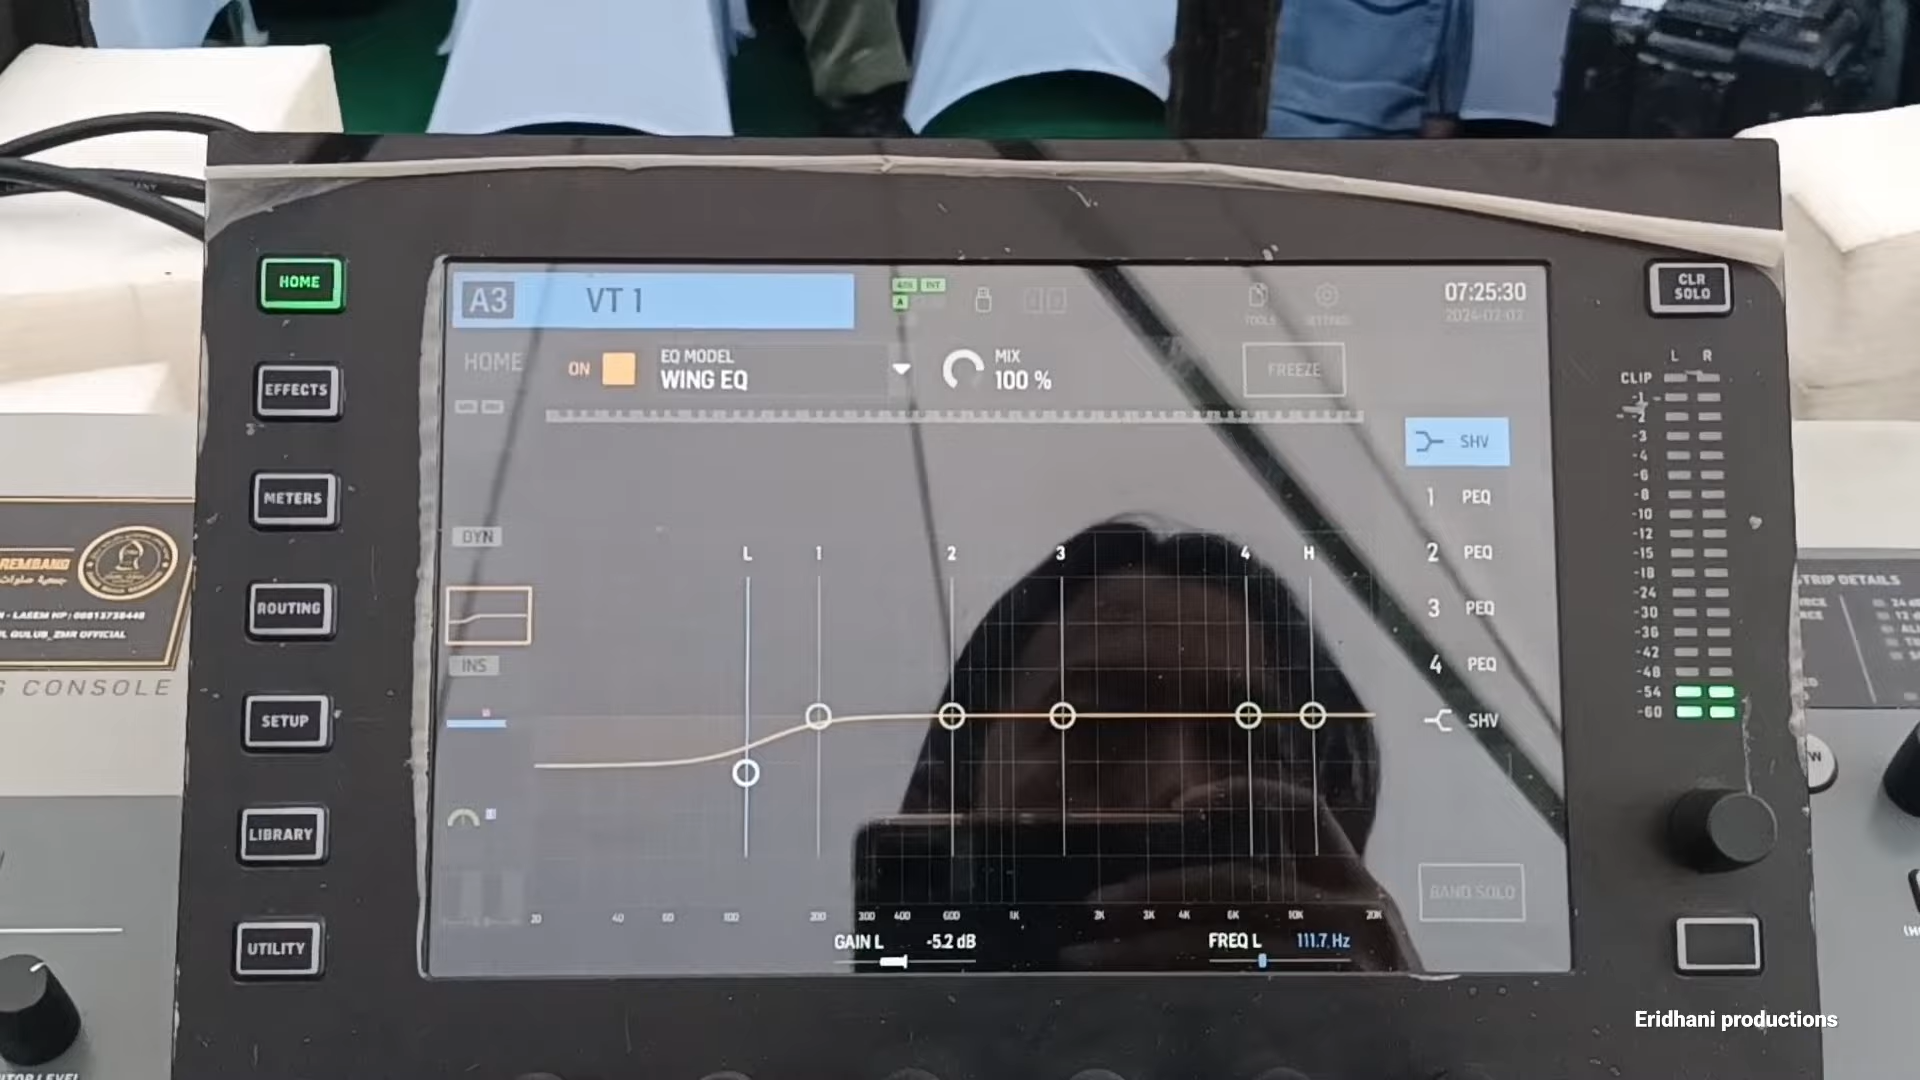 HOME
EFFECTS
METERS
ROUTING
SETUP
LIBRARY
UTILITY
A3 VT 1
07:25:30
TOOLS
HOME ON EQ MODEL
WING EQ
MIX
100 %
FREEZE
DYN
INS
L 1 2 3 4 H
20 40 60 100 200 300 400 600 1K 2K 3K 4K 6K 10K 20K
GAIN L -5.2 dB FREQ L 111.7 Hz
SHV
1 PEQ
2 PEQ
3 PEQ
4 PEQ
SHV
BAND SOLO
CLR
SOLO
L R
CLIP
-1
-2
-3
-4
-6
-8
-10
-12
-15
-18
-24
-30
-36
-42
-48
-54
-60
REMBANG
CONSOLE
STRIP DETAILS
Eridhani productions